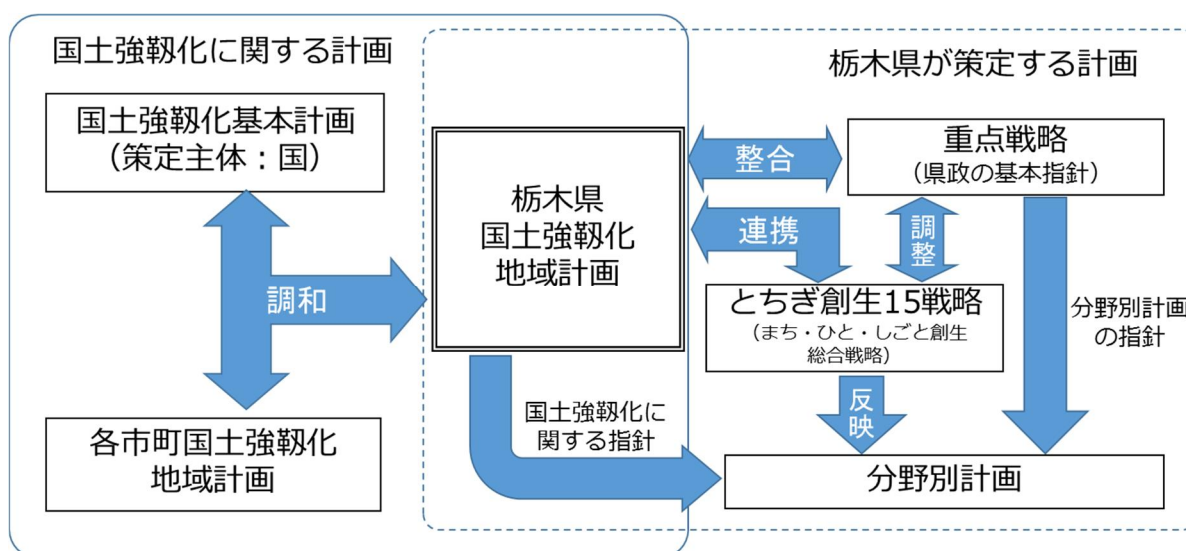 国土強靱化に関する計画
国土強靱化基本計画
（策定主体：国）
調和
各市町国土強靱化
地域計画
栃木県が策定する計画
栃木県
国土強靱化
地域計画
整合
連携
重点戦略
（県政の基本指針）
調整
とちぎ創生15戦略
（まち・ひと・しごと創生
総合戦略）
分野別計画
の指針
反映
国土強靱化に
関する指針
分野別計画